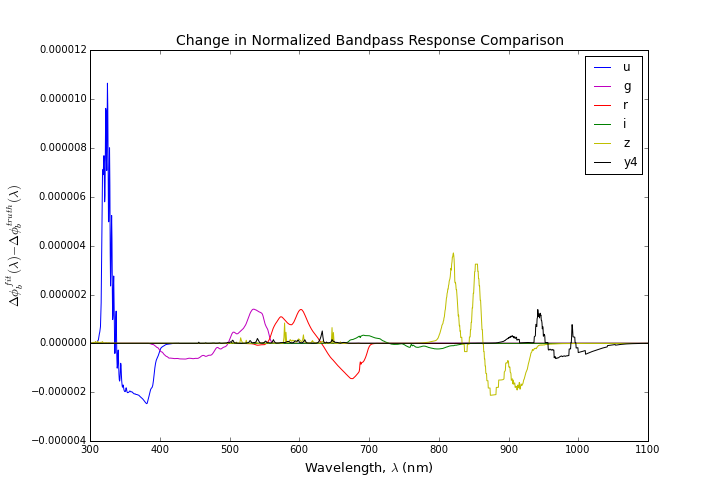 Change in Normalized Bandpass Response Comparison
0.000012
0.000010
0.000008
0.000006
0.000004
0.000002
0.000000
−0.000002
−0.000004
Δϕ_b^{fit}(λ)−Δϕ_b^{truth}(λ)
u
g
r
i
z
y4
300 400 500 600 700 800 900 1000 1100
Wavelength, λ (nm)